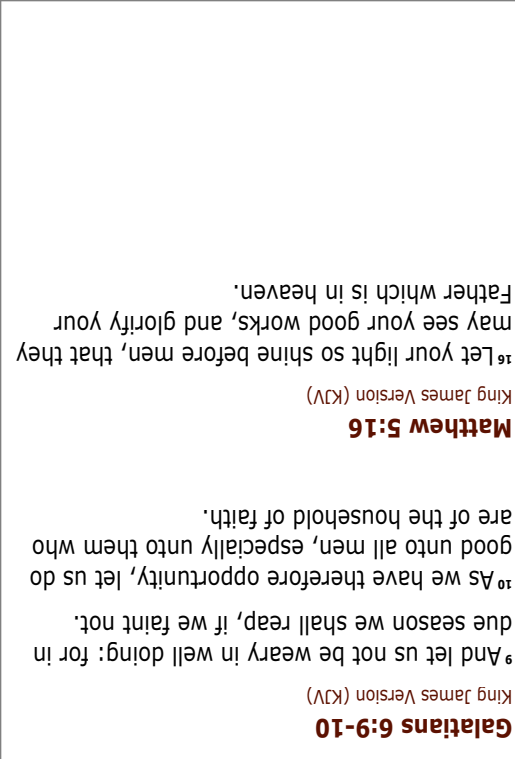 Galatians 6:9-10
King James Version (KJV)
9 And let us not be weary in well doing: for in
due season we shall reap, if we faint not.
10 As we have therefore opportunity, let us do
good unto all men, especially unto them who
are of the household of faith.
Matthew 5:16
King James Version (KJV)
16 Let your light so shine before men, that they
may see your good works, and glorify your
Father which is in heaven.